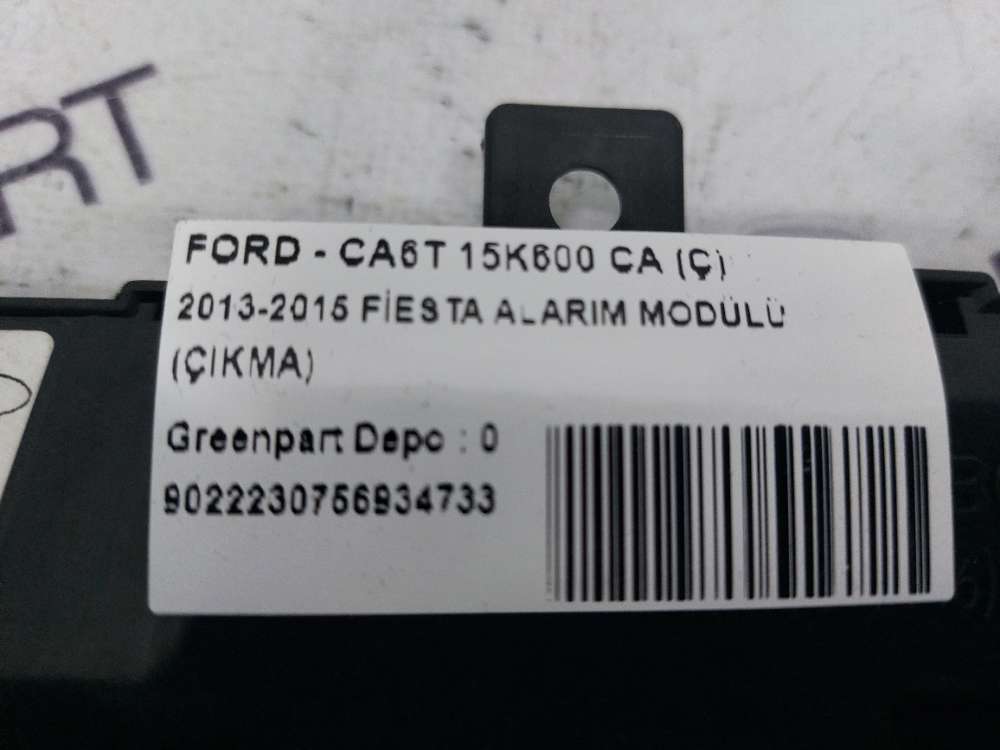 RT
FORD - CA6T 15K600 CA (Ç)
2013-2015 FİESTA ALARIM MODÜLÜ
(ÇIKMA)
Greenpart Depo : 0
9022230756934733